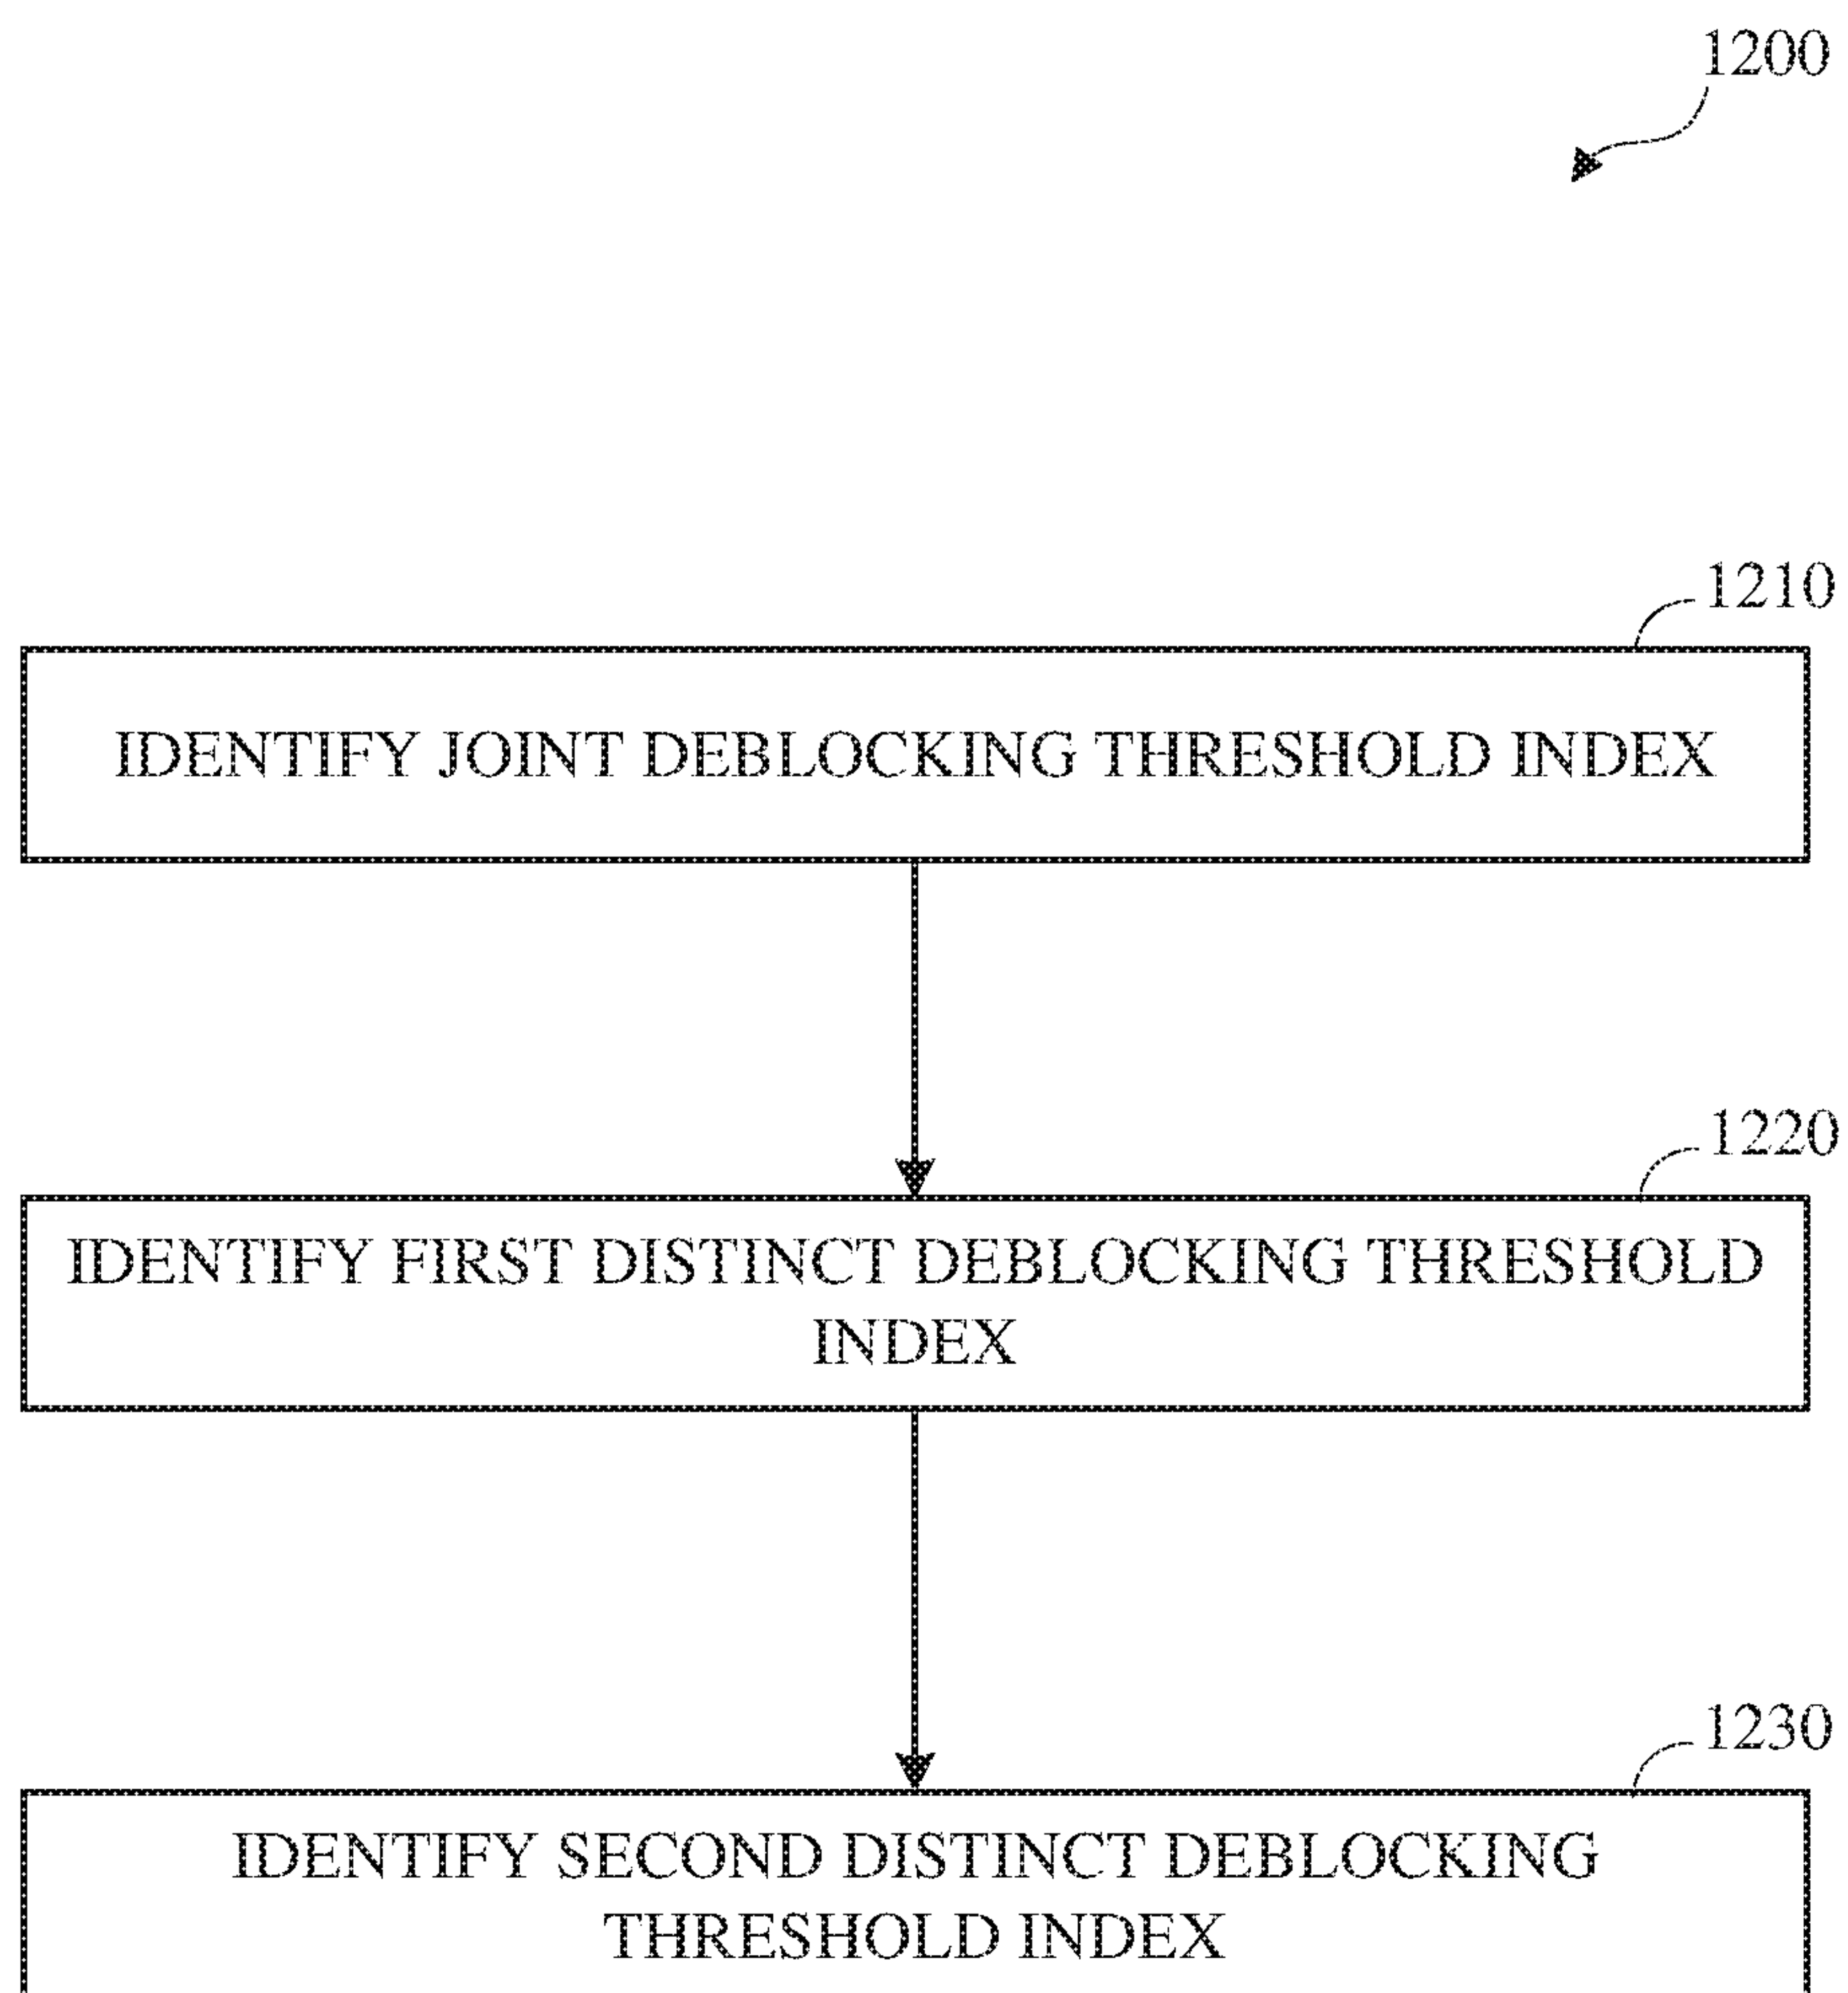 1200
1210
IDENTIFY JOINT DEBLOCKING THRESHOLD INDEX
1220
IDENTIFY FIRST DISTINCT DEBLOCKING THRESHOLD
INDEX
1230
IDENTIFY SECOND DISTINCT DEBLOCKING
THRESHOLD INDEX